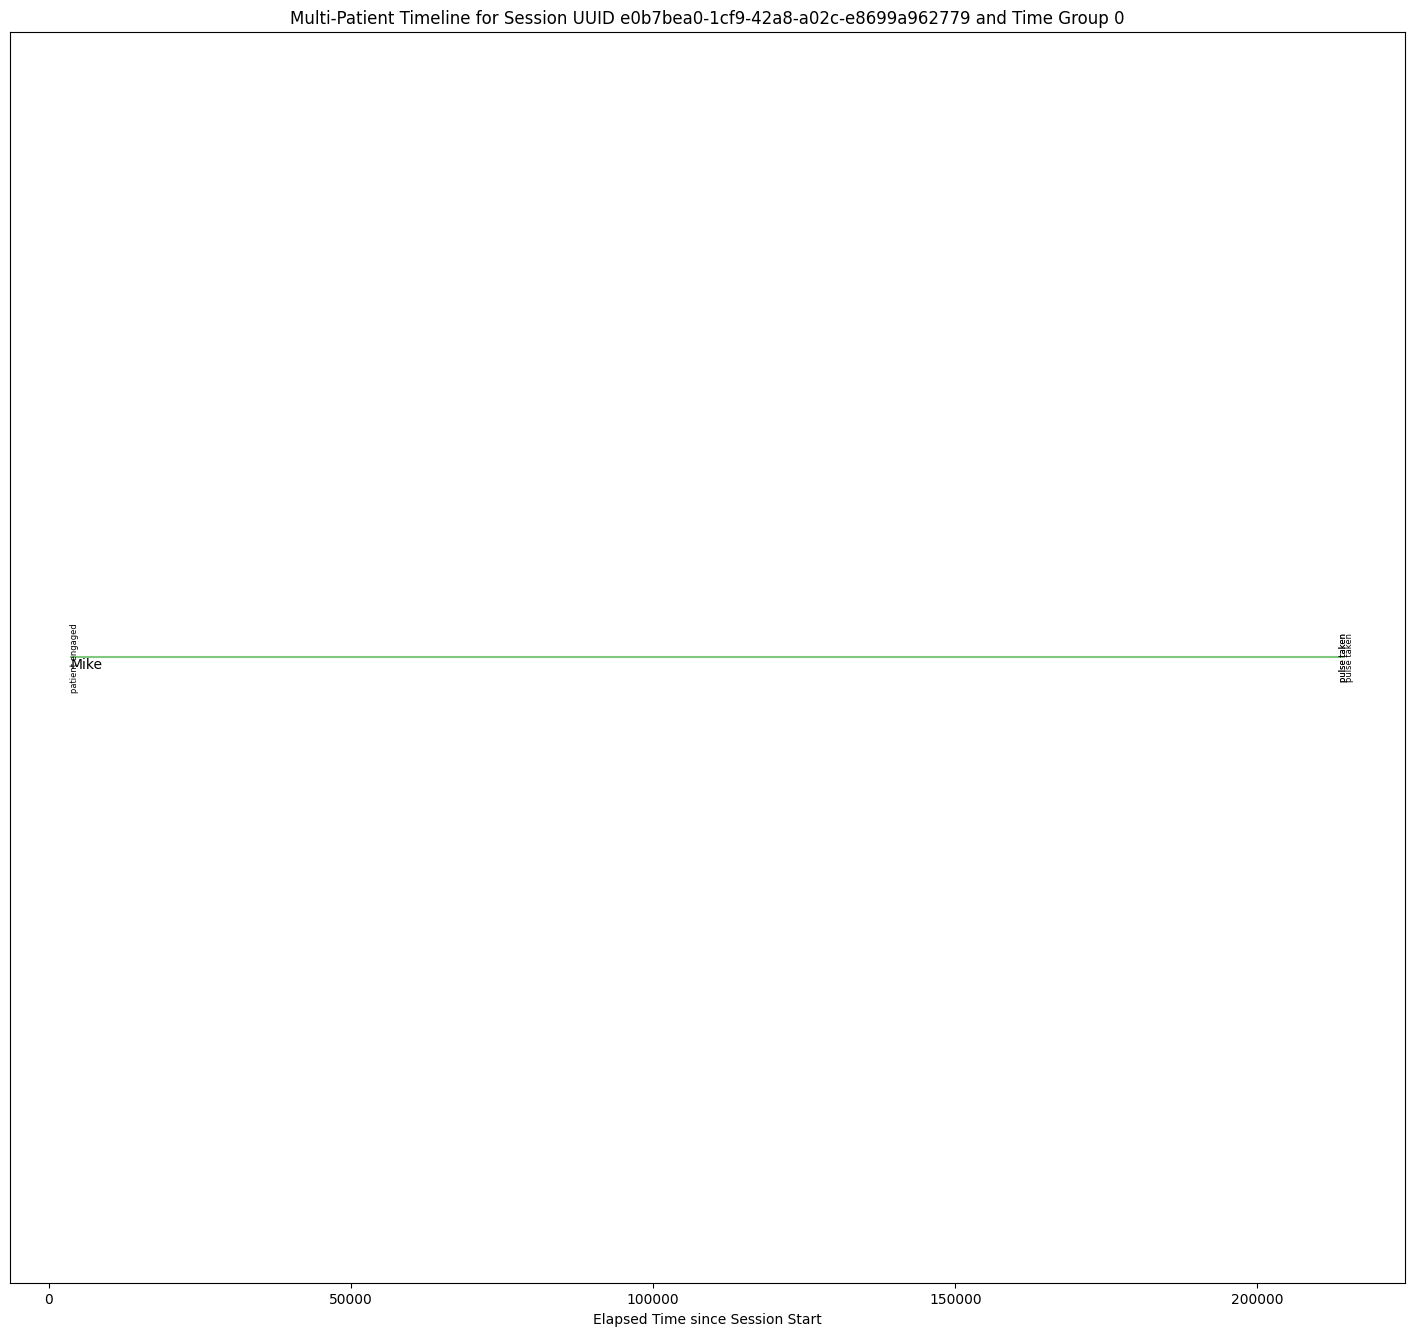 Multi-Patient Timeline for Session UUID e0b7bea0-1cf9-42a8-a02c-e8699a962779 and Time Group 0
patient engaged
Mike
pulse taken
pulse taken
0 50000 100000 150000 200000
Elapsed Time since Session Start